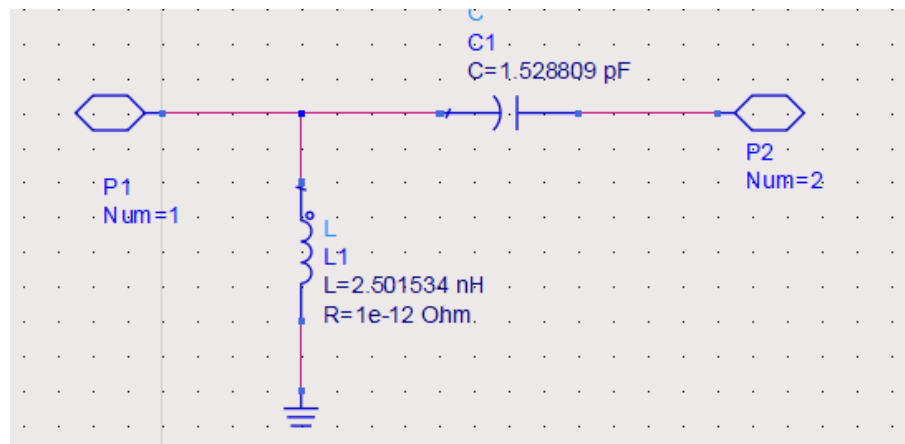 C
C1
C=1.528809 pF
P1
Num=1
P2
Num=2
L
L1
L=2.501534 nH
R=1e-12 Ohm